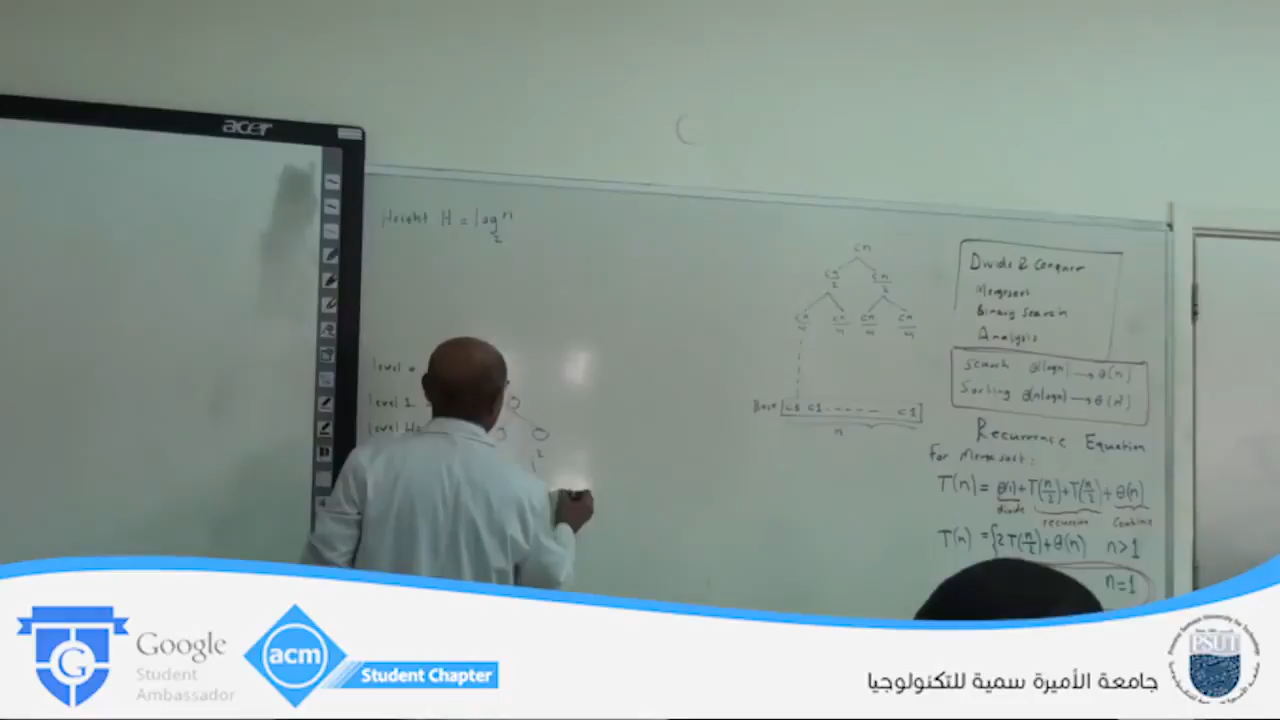 acer
Height H = log₂ n
level 0
level 1
level H
2
cn
cn/2 cn/2
cn/4 cn/4 cn/4 cn/4
Base c1 c1 - - - - - c1
n
Divide & Conquer
Mergesort
Binary Search
Analysis
Search θ(logn) → θ(n)
Sorting θ(nlogn) → θ(n²)
Recurrence Equation
For Mergesort:
T(n) = θ(1) + T(n/2) + T(n/2) + θ(n)
divide recursion Combine
T(n) = {2T(n/2) + θ(n) n>1
n=1
Google
Student
Ambassador
G
acm
Student Chapter
جامعة الأميرة سمية للتكنولوجيا
PSUT